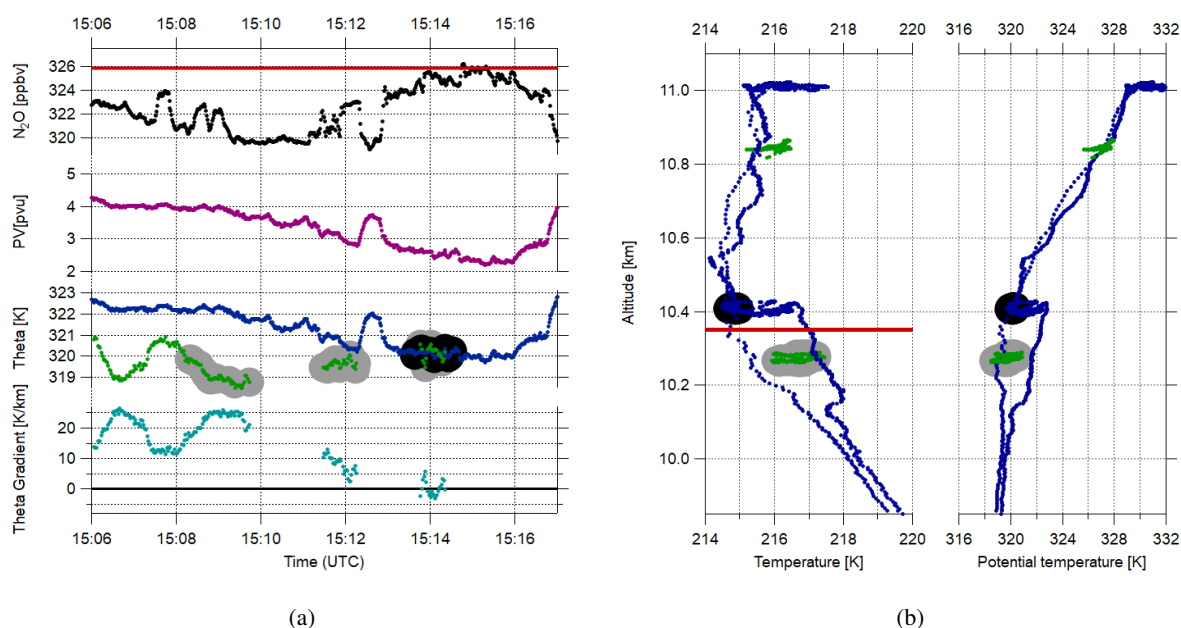 15:06 15:08 15:10 15:12 15:14 15:16
326
324
322
320
N2O [ppbv]
5
4
3
2
PV[pvu]
323
322
321
320
319
Theta [K]
20
10
0
Theta Gradient [K/km]
15:06 15:08 15:10 15:12 15:14 15:16
Time (UTC)
(a)
214 216 218 220
320 324 328 332
11.0
10.8
10.6
10.4
10.2
10.0
Altitude [km]
214 216 218 220
Temperature [K]
316 320 324 328 332
Potential temperature [K]
(b)